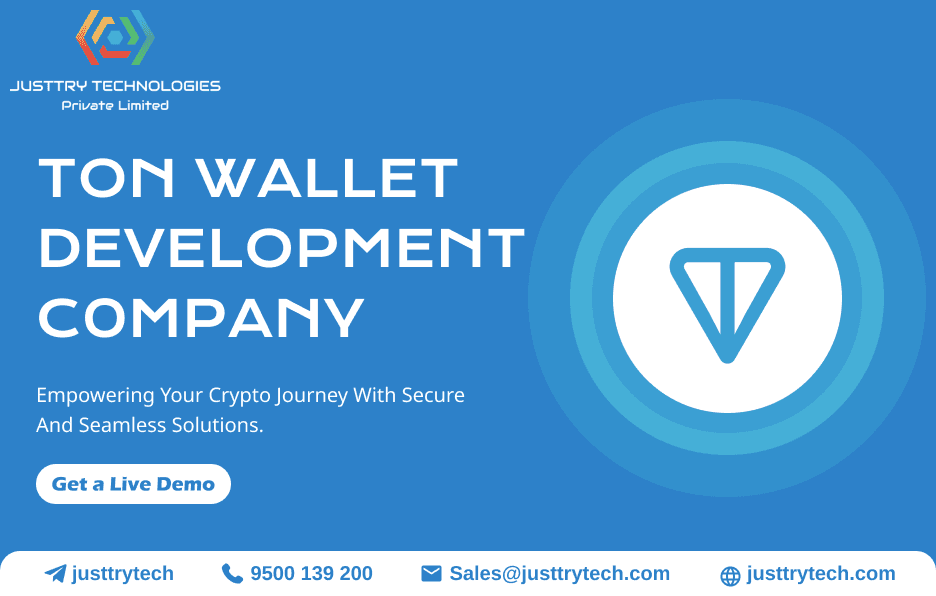 JUSTTRY TECHNOLOGIES
Private Limited
TON WALLET
DEVELOPMENT
COMPANY
Empowering Your Crypto Journey With Secure
And Seamless Solutions.
Get a Live Demo
justtrytech 9500 139 200 Sales@justtrytech.com justtrytech.com